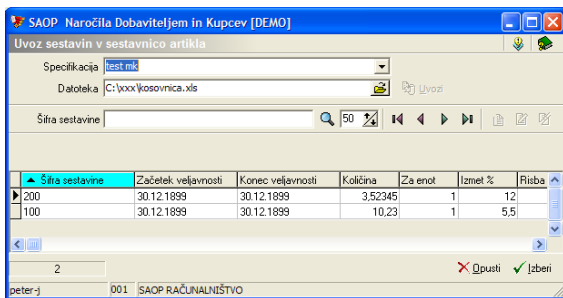 SAOP Naročila Dobaviteljem in Kupcev [DEMO]
Uvoz sestavin v sestavnico artikla
Specifikacija test mk
Datoteka C:\xxx\kosovnica.xls Uvozi
Šifra sestavine 50
Šifra sestavine Začetek veljavnosti Konec veljavnosti Količina Za enot Izmet % Risba
200 30.12.1899 30.12.1899 3,52345 1 12
100 30.12.1899 30.12.1899 10,23 1 5,5
2 Opusti Izberi
peter-j 001 SAOP RAČUNALNIŠTVO